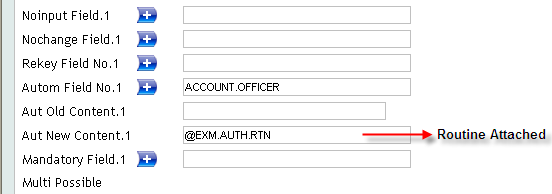 Noinput Field.1
Nochange Field.1
Rekey Field No.1
Autom Field No.1 ACCOUNT.OFFICER
Aut Old Content.1
Aut New Content.1 @EXM.AUTH.RTN Routine Attached
Mandatory Field.1
Multi Possible